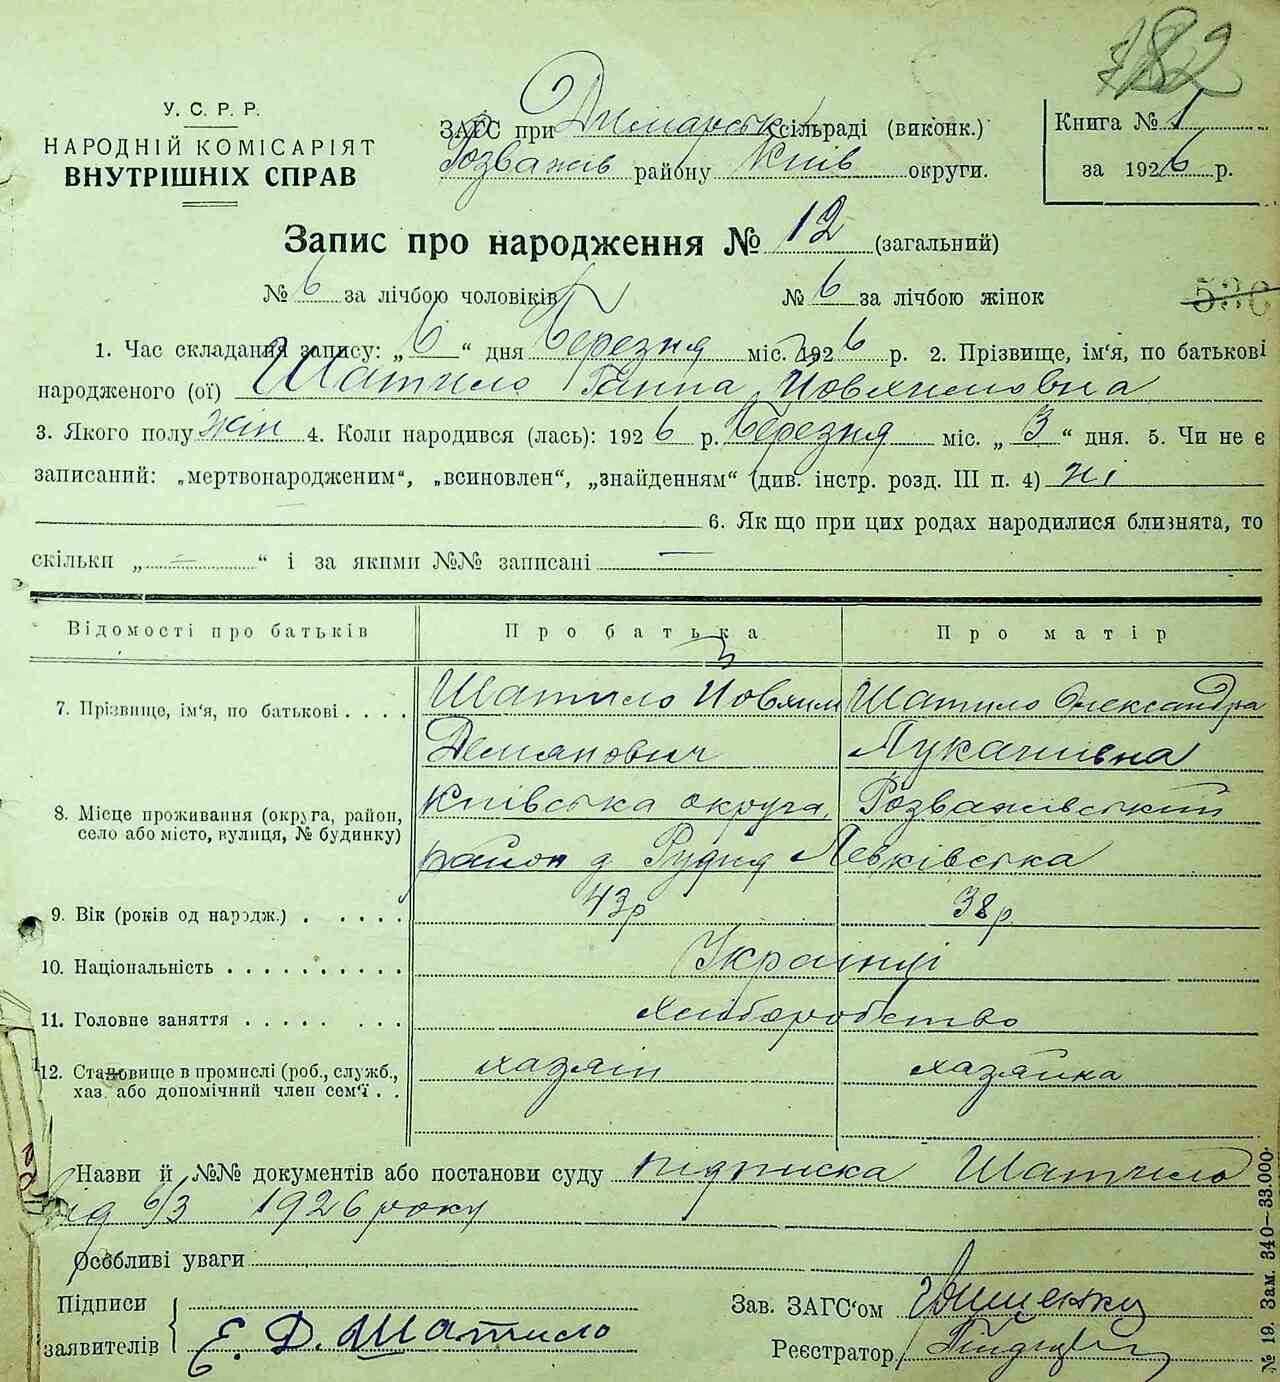 782
У. С. Р. Р.
НАРОДНІЙ КОМІСАРІЯТ
ВНУТРІШНІХ СПРАВ
ЗАГС при Димарськ сільраді (виконк.)
Розважів району Київ округи.
Книга № 1
за 1926 р.
Запис про народження № 12 (загальний)
№ 6 за лічбою чоловіків № 6 за лічбою жінок
530
1. Час складання запису: „6“ дня Березня міс. 1926 р. 2. Прізвище, ім'я, по батькові
народженого (ої) Шатило Ганна Йовхимовна
3. Якого полу жін 4. Коли народився (лась): 1926 р. Березня міс. „3“ дня. 5. Чи не є
записаний: „мертвонародженим“, „всиновлен“, „знайденням“ (див. інстр. розд. III п. 4) ні
6. Як що при цих родах народилися близнята, то
скільки „—“ і за якими №№ записані —
Відомості про батьків Про батька Про матір
7. Прізвище, ім'я, по батькові . . . . Шатило Йовхим Шатило Олександра
Демянович Лукашівна
8. Місце проживання (округа, район, село або місто, вулиця, № будинку) Київська округа, Розважівський
район д Рудня Левківська
9. Вік (років од народж.) . . . . . 43р 38р.
10. Національність . . . . . . . . . . Українці
11. Головне заняття . . . . . . . . Хліборобство
12. Становище в промислі (роб., служб., хазяїн хазяйка
хаз. або допомічний член сем'ї . .
Назви й №№ документів або постанови суду підписка Шатило
від 6/3 1926 року
Особливі уваги
Підписи
заявителів Е. Д. Шатило
Зав. ЗАГС'ом
Реєстратор
№ 19. Зам. 340—33.000